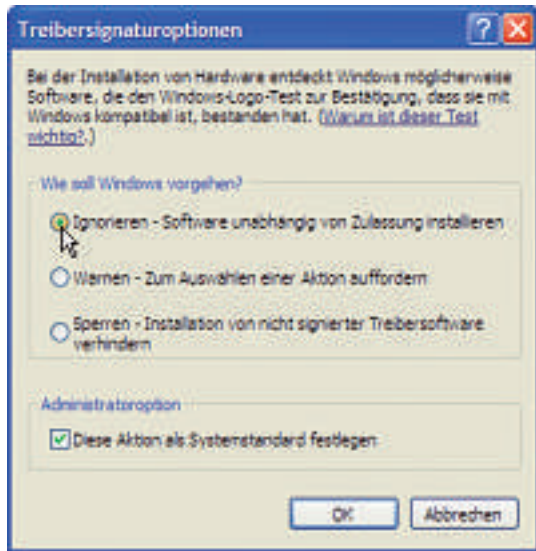 Treibersignaturoptionen
Bei der Installation von Hardware entdeckt Windows möglicherweise
Software, die den Windows-Logo-Test zur Bestätigung, dass sie mit
Windows kompatibel ist, bestanden hat. (Warum ist dieser Test
wichtig?.)
Wie soll Windows vorgehen?
Ignorieren - Software unabhängig von Zulassung installieren
Warnen - Zum Auswählen einer Aktion auffordern
Sperren - Installation von nicht signierter Treibersoftware
verhindern
Administratoroption
Diese Aktion als Systemstandard festlegen
OK
Abbrechen